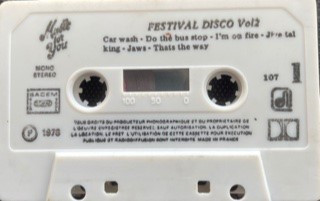 Made for You
FESTIVAL DISCO Vol2
Car wash - Do the bus stop - I'm on fire - Jive tal
king - Jaws - Thats the way
MONO
STEREO
107 1
SACEM
100 50 0
P 1978
TOUS DROITS DU PRODUCTEUR PHONOGRAPHIQUE ET DU PROPRIETAIRE DE
L'OEUVRE ENREGISTREE RESERVES. SAUF AUTORISATION LA DUPLICATION
LA LOCATION, LE PRET, L'UTILISATION DE CETTE CASSETTE POUR EXECUTION
PUBLIQUE ET RADIODIFFUSION SONT INTERDITS MADE IN FRANCE